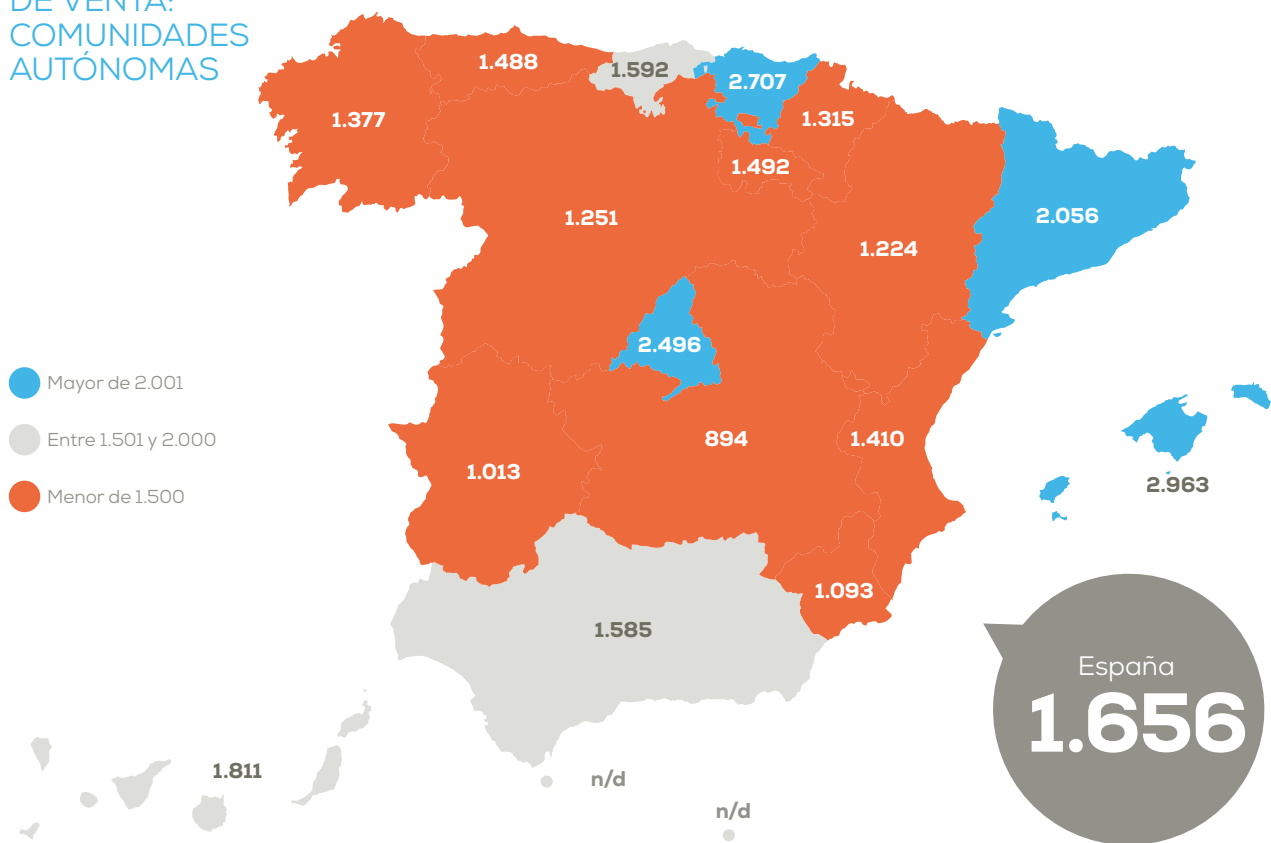 DE VENTA:
COMUNIDADES
AUTÓNOMAS
1.488
1.592
2.707
1.377
1.315
1.492
1.251
2.056
1.224
2.496
Mayor de 2.001
Entre 1.501 y 2.000
Menor de 1.500
894
1.410
1.013
2.963
1.093
1.585
España
1.656
1.811
n/d
n/d